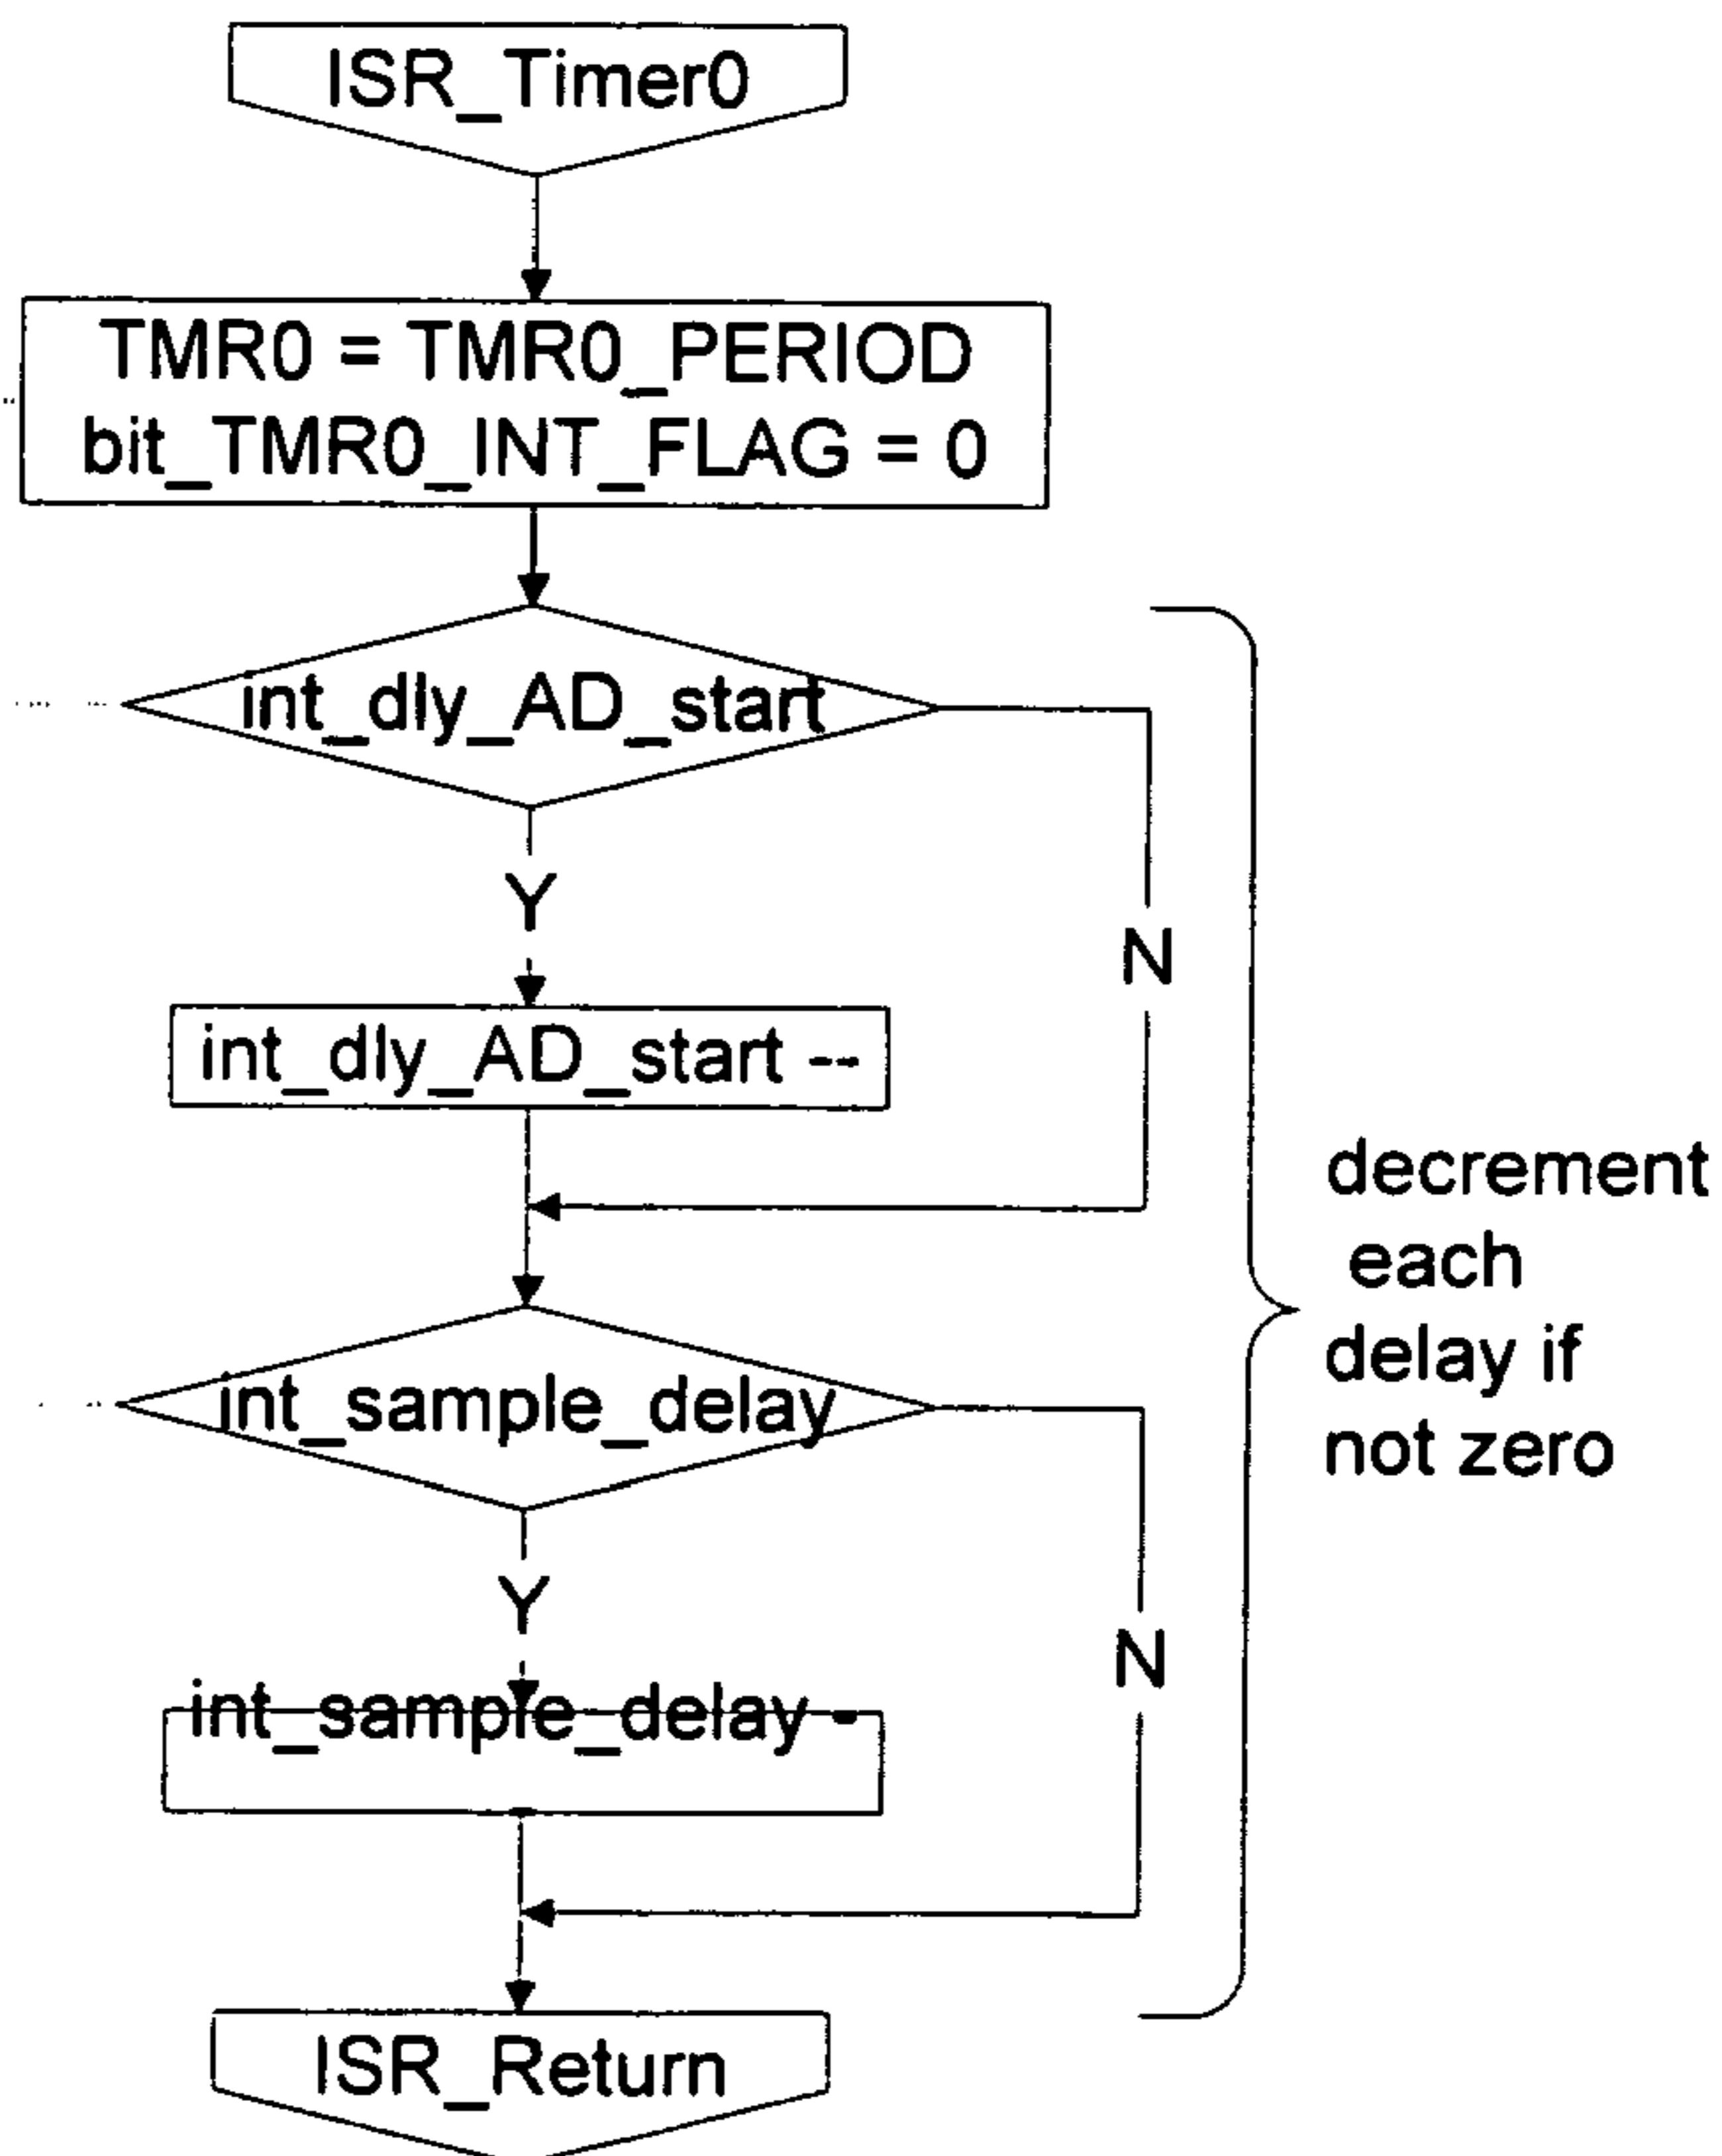 ISR_Timer0
TMR0 = TMR0_PERIOD
bit_TMR0_INT_FLAG = 0
int_dly_AD_start
Y
N
int_dly_AD_start --
decrement
each
delay if
not zero
int_sample_delay
Y
N
int_sample_delay -
ISR_Return